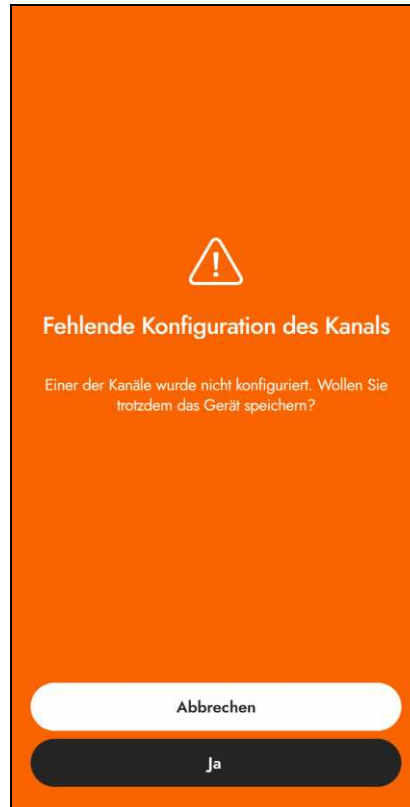 Fehlende Konfiguration des Kanals
Einer der Kanäle wurde nicht konfiguriert. Wollen Sie
trotzdem das Gerät speichern?
Abbrechen
Ja